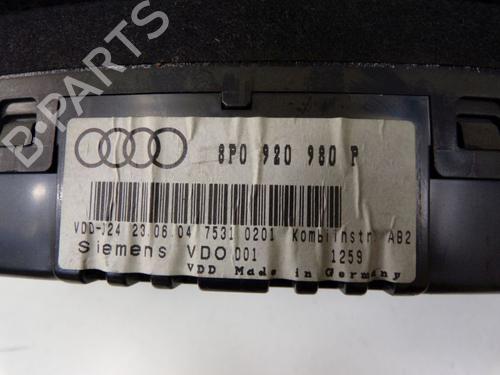 B-PARTS
8P0 920 980 P
VDD-J24 23.06.04 7531 0201 Kombiinstr. AB2
Siemens VDO 001 1259
VDD Made in Germany